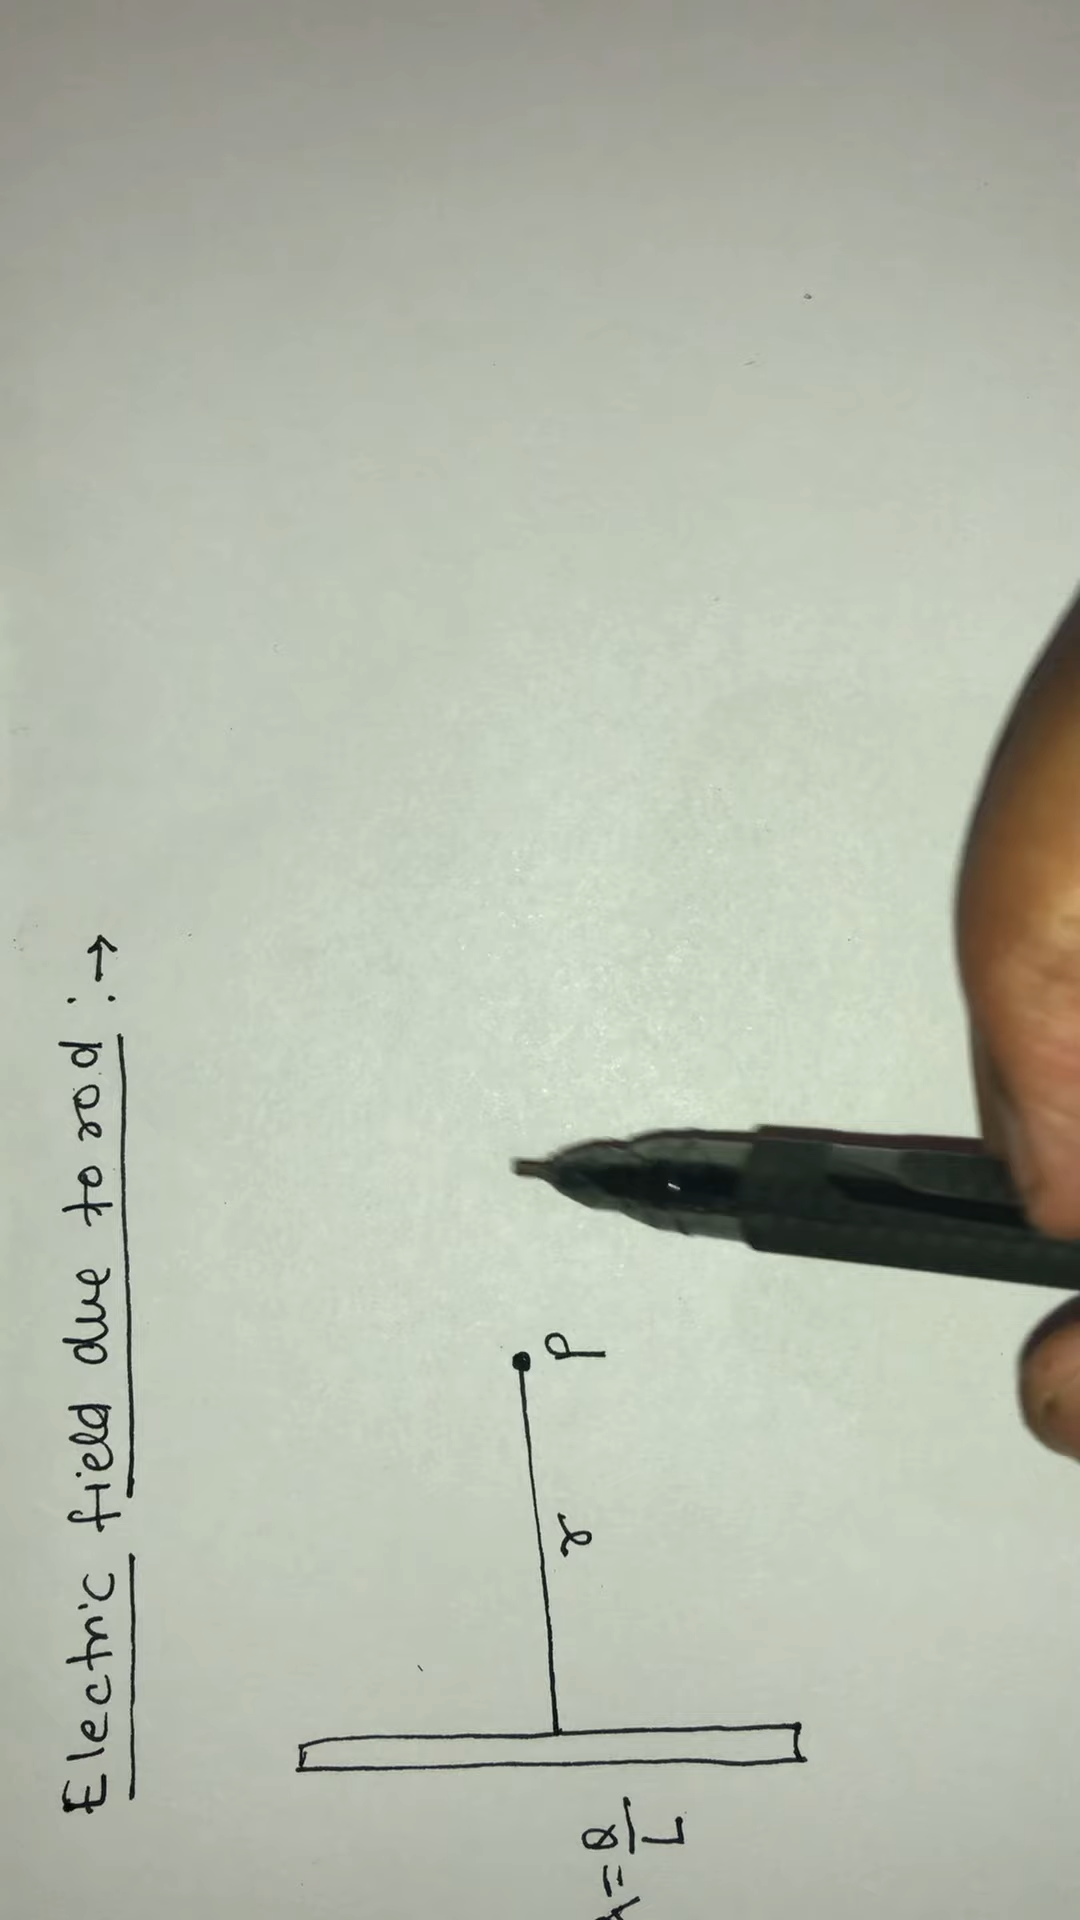 Electric field due to rod :→
P
r
λ = Q/L